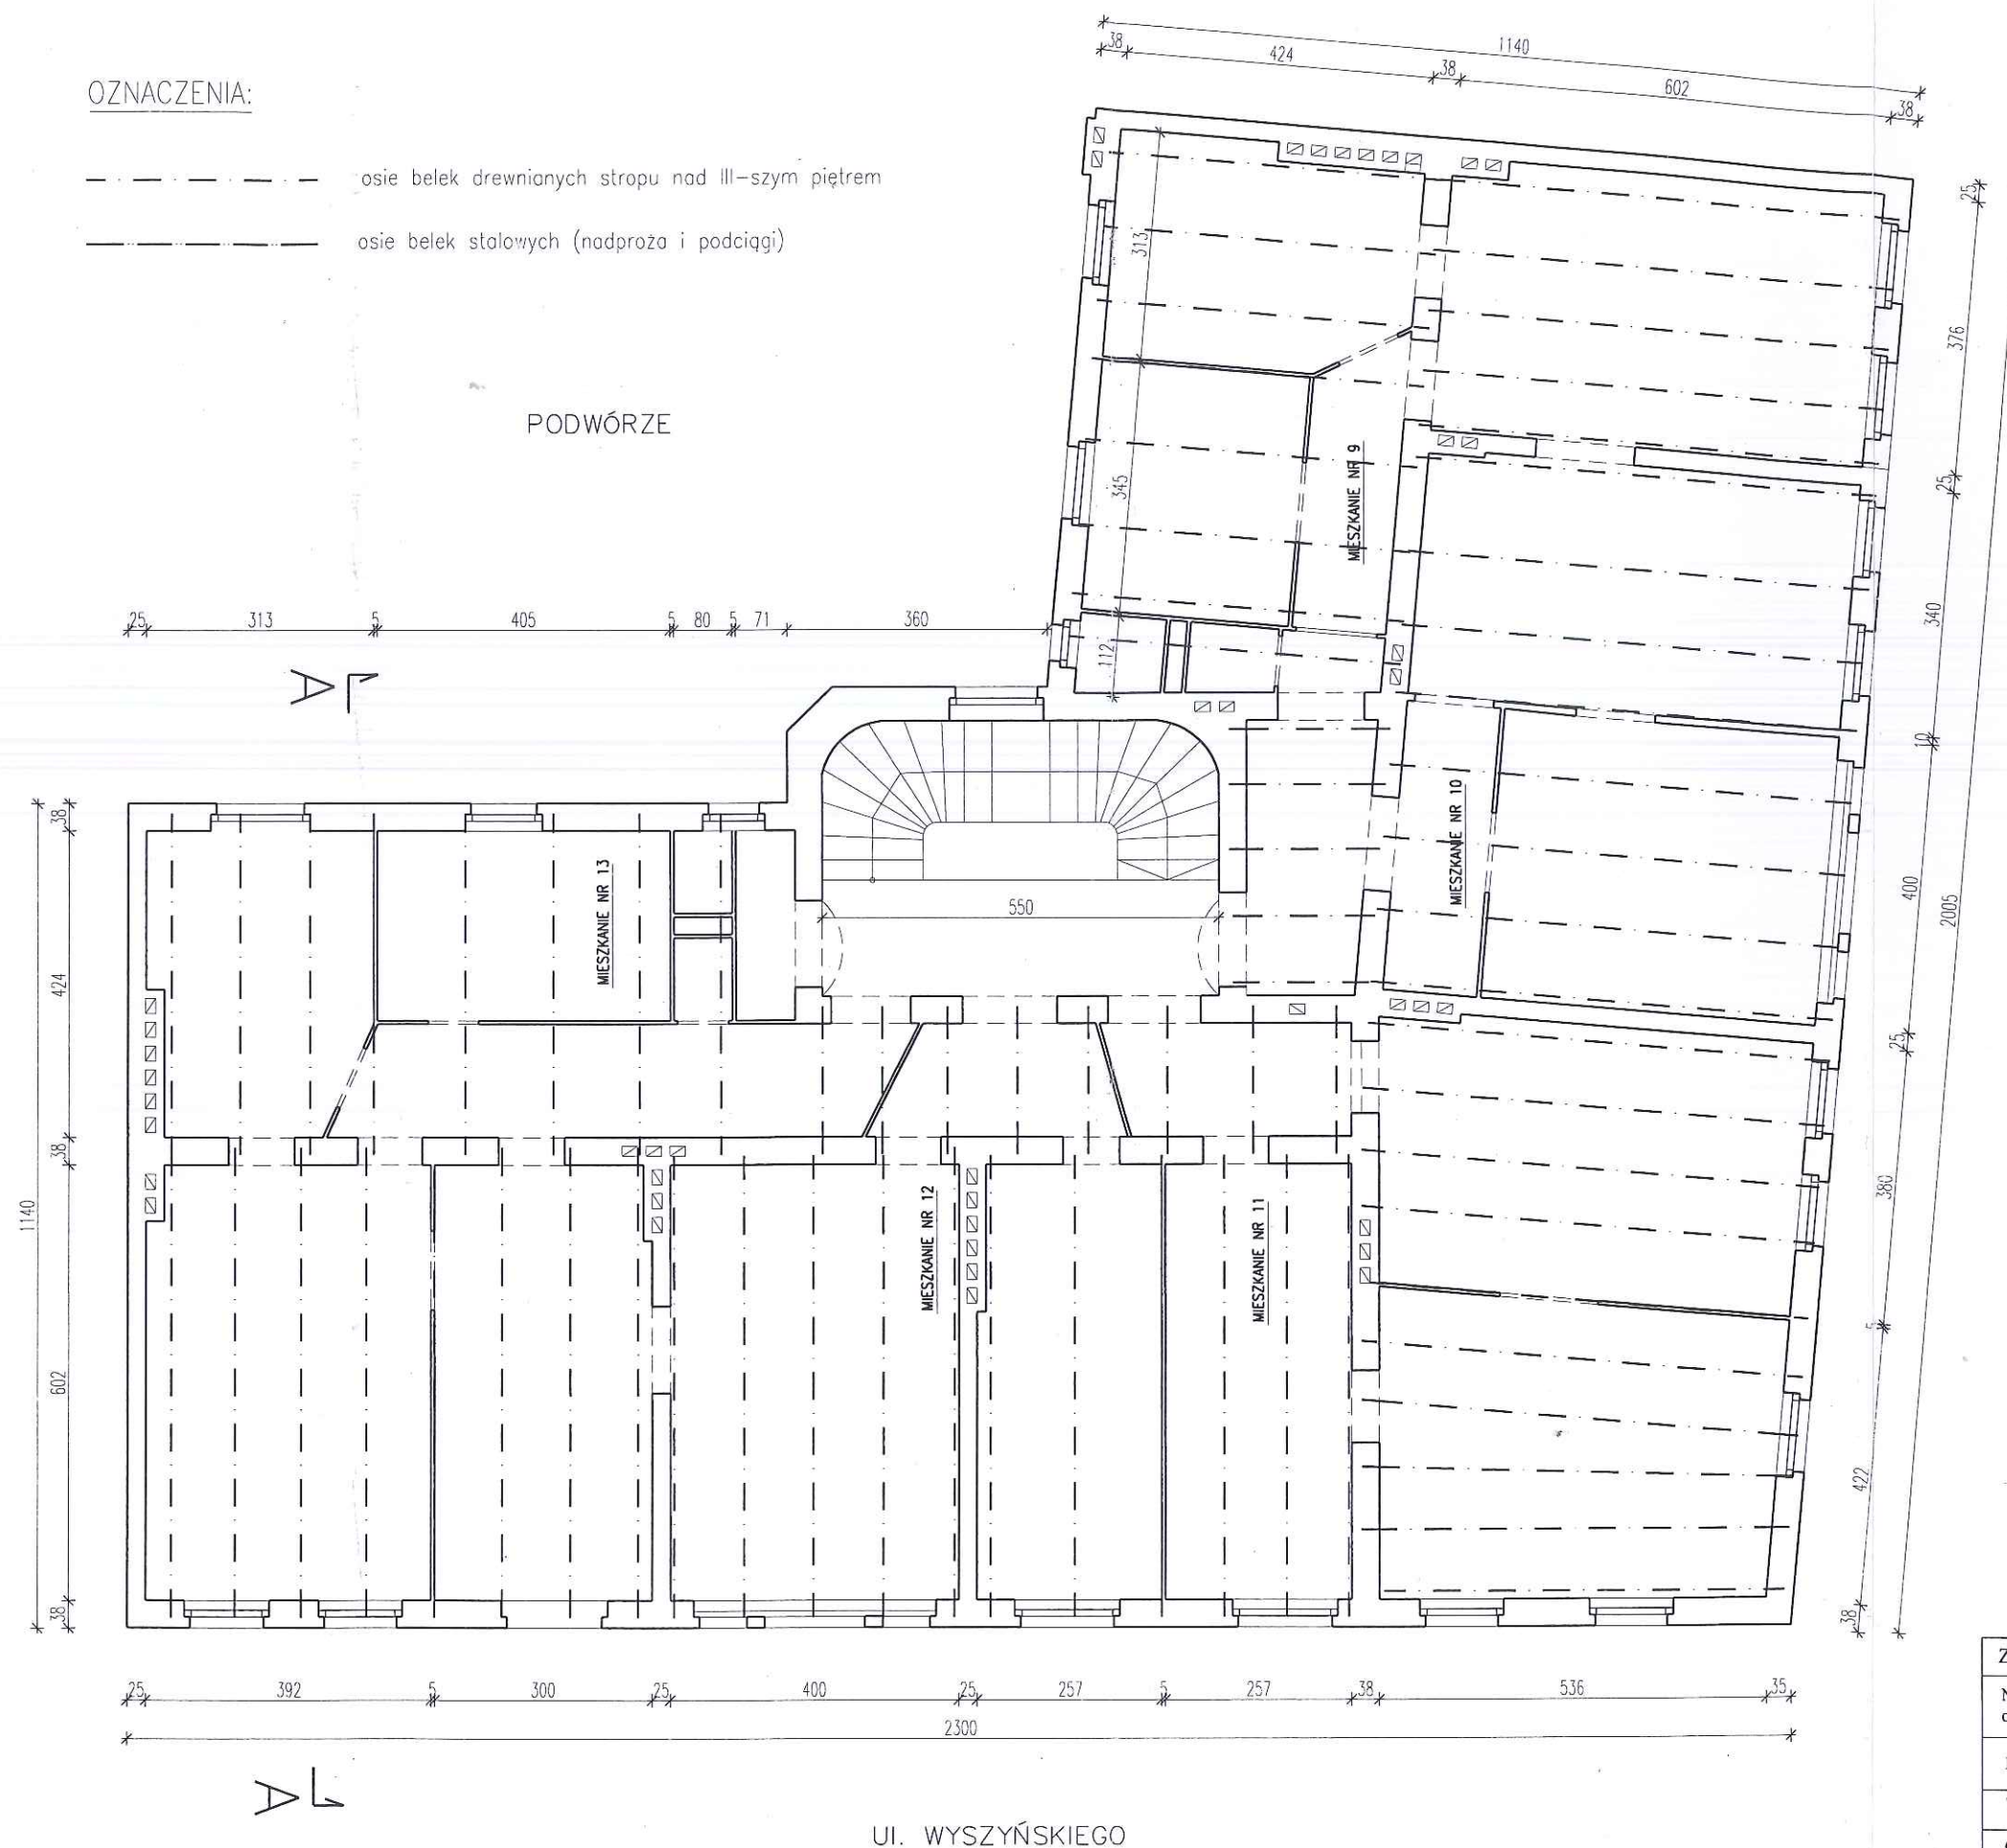 OZNACZENIA:
osie belek drewnianych stropu nad III-szym piętrem
osie belek stalowych (nadproża i podciągi)
PODWÓRZE
1140
38 424 38 602 38
313
345
112
25
376
25
340
10
400
25
380
5
422
38
2005
25 313 5 405 5 80 5 71 360
A
38
424
38
602
38
1140
550
MIESZKANIE NR 9
MIESZKANIE NR 10
MIESZKANIE NR 13
MIESZKANIE NR 12
MIESZKANIE NR 11
25 392 5 300 25 400 25 257 5 257 38 536 35
2300
A
Ul. WYSZYŃSKIEGO